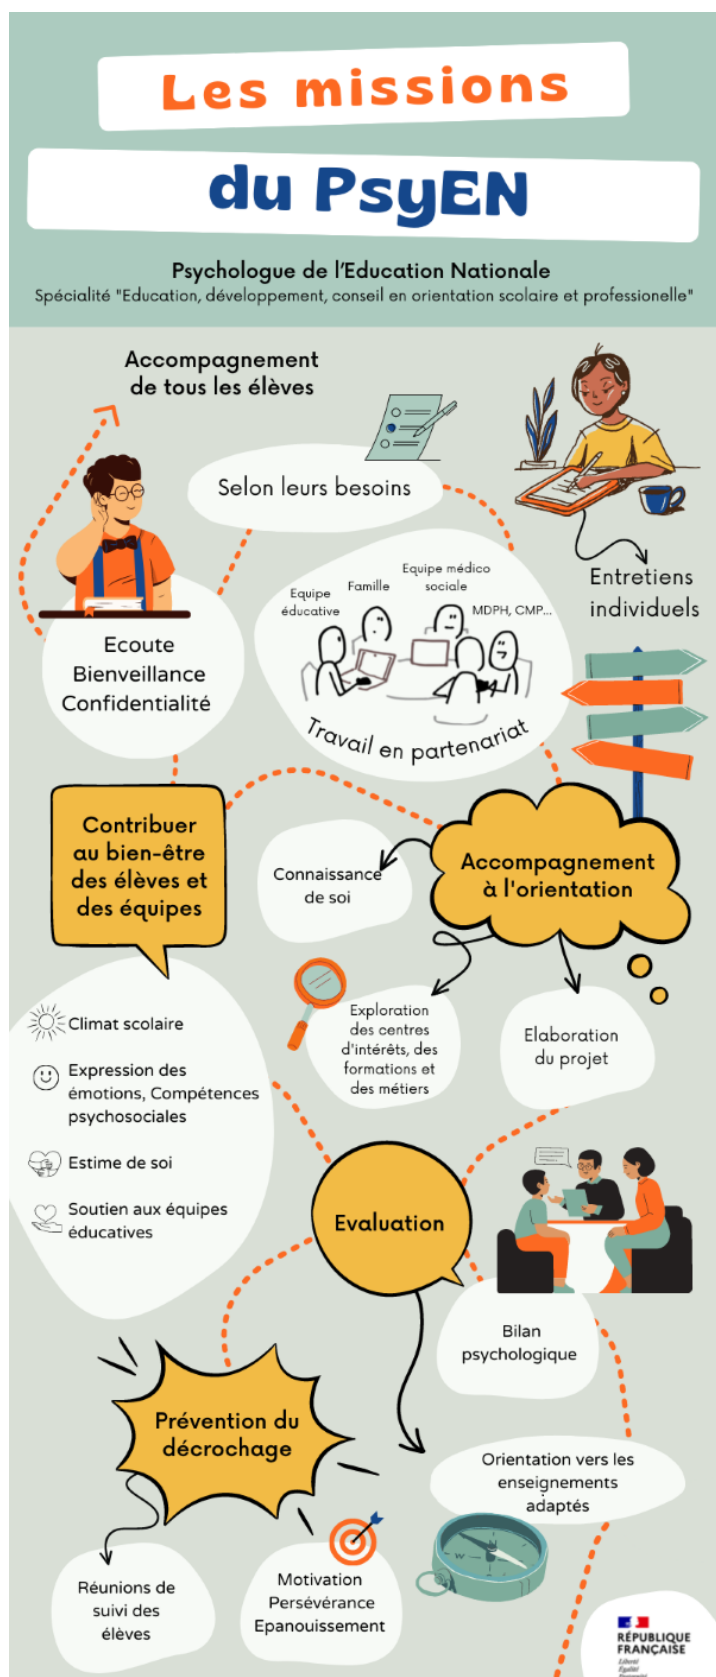 Les missions
du PsyEN
Psychologue de l'Education Nationale
Spécialité "Education, développement, conseil en orientation scolaire et professionelle"
Accompagnement
de tous les élèves
Selon leurs besoins
Entretiens
individuels
Ecoute
Bienveillance
Confidentialité
Equipe
éducative
Famille
Equipe médico
sociale
MDPH, CMP...
Travail en partenariat
Contribuer
au bien-être
des élèves et
des équipes
Climat scolaire
Expression des
émotions, Compétences
psychosociales
Estime de soi
Soutien aux équipes
éducatives
Accompagnement
à l'orientation
Connaissance
de soi
Exploration
des centres
d'intérêts, des
formations et
des métiers
Elaboration
du projet
Evaluation
Bilan
psychologique
Orientation vers les
enseignements
adaptés
W
Prévention du
décrochage
Réunions de
suivi des
élèves
Motivation
Persévérance
Epanouissement
RÉPUBLIQUE
FRANÇAISE
Liberté
Égalité